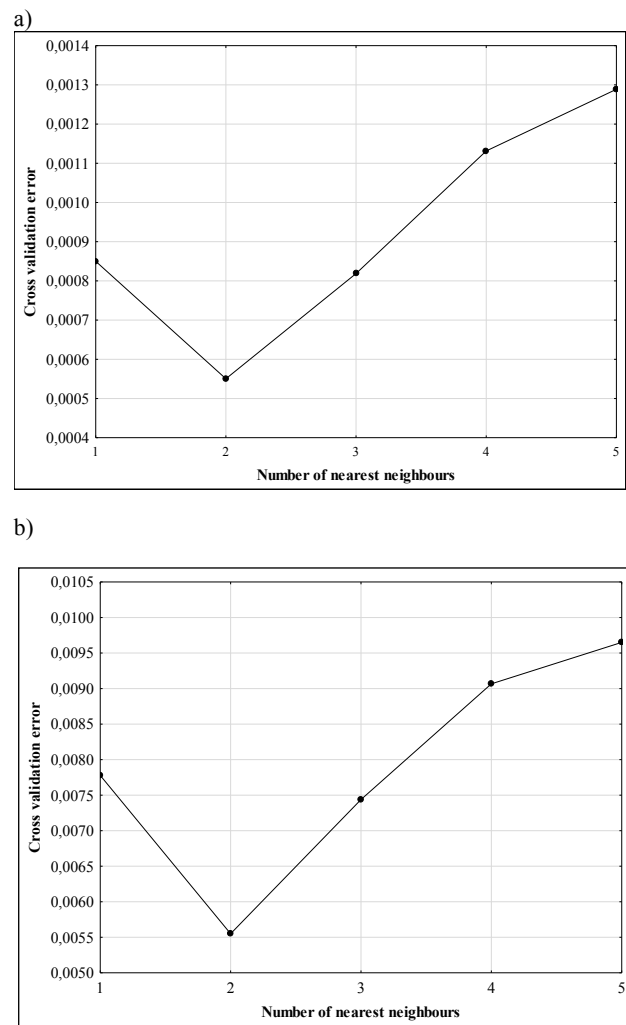 a)
0,0014
0,0013
0,0012
0,0011
0,0010
0,0009
0,0008
0,0007
0,0006
0,0005
0,0004
Cross validation error
1 2 3 4 5
Number of nearest neighbours
b)
0,0105
0,0100
0,0095
0,0090
0,0085
0,0080
0,0075
0,0070
0,0065
0,0060
0,0055
0,0050
Cross validation error
1 2 3 4 5
Number of nearest neighbours